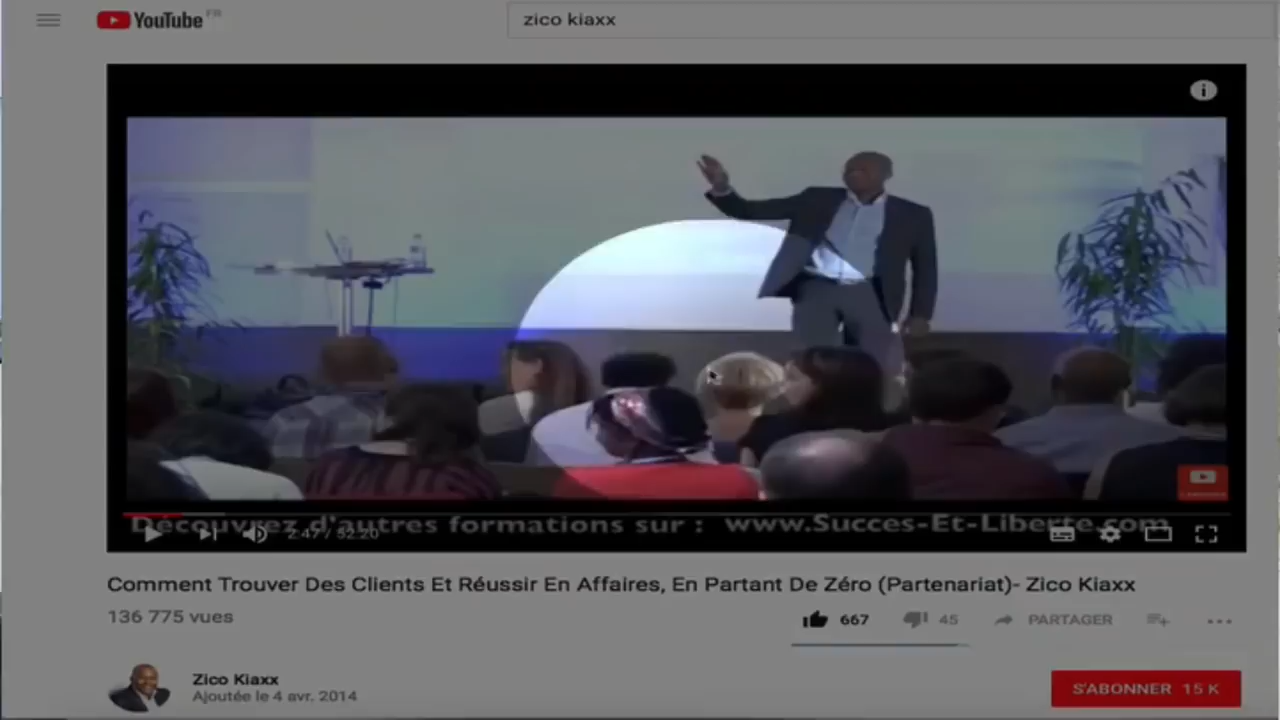 YouTube FR
zico kiaxx
Découvrez d'autres formations sur : www.Succes-Et-Liberte.com
2:47 / 52:20
Comment Trouver Des Clients Et Réussir En Affaires, En Partant De Zéro (Partenariat)- Zico Kiaxx
136 775 vues
667
45
PARTAGER
Zico Kiaxx
Ajoutée le 4 avr. 2014
S'ABONNER 15 K